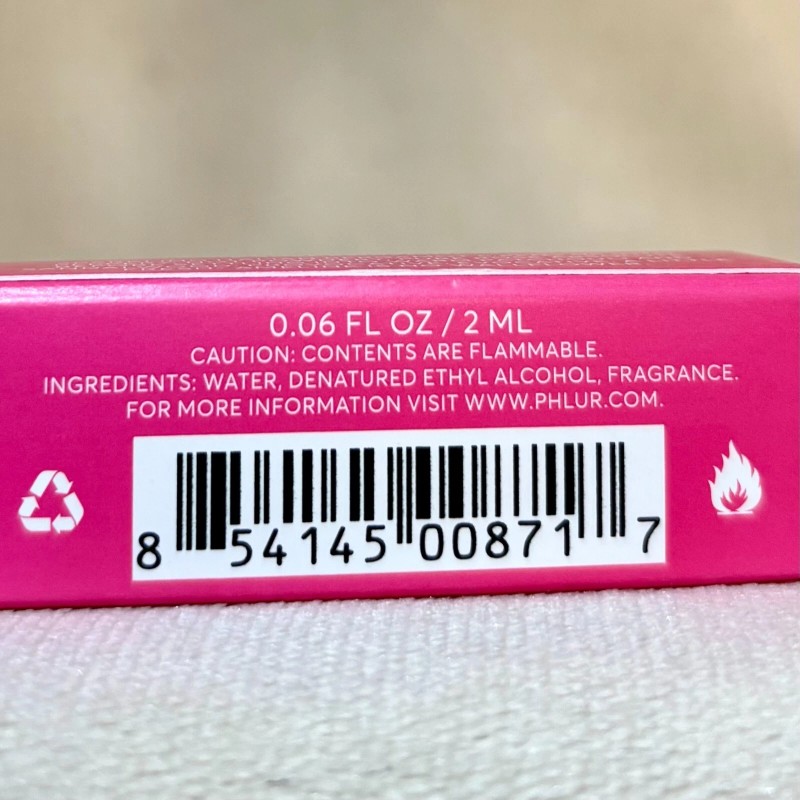 0.06 FL OZ / 2 ML
CAUTION: CONTENTS ARE FLAMMABLE.
INGREDIENTS: WATER, DENATURED ETHYL ALCOHOL, FRAGRANCE.
FOR MORE INFORMATION VISIT WWW.PHLUR.COM.
8 54145 00871 7